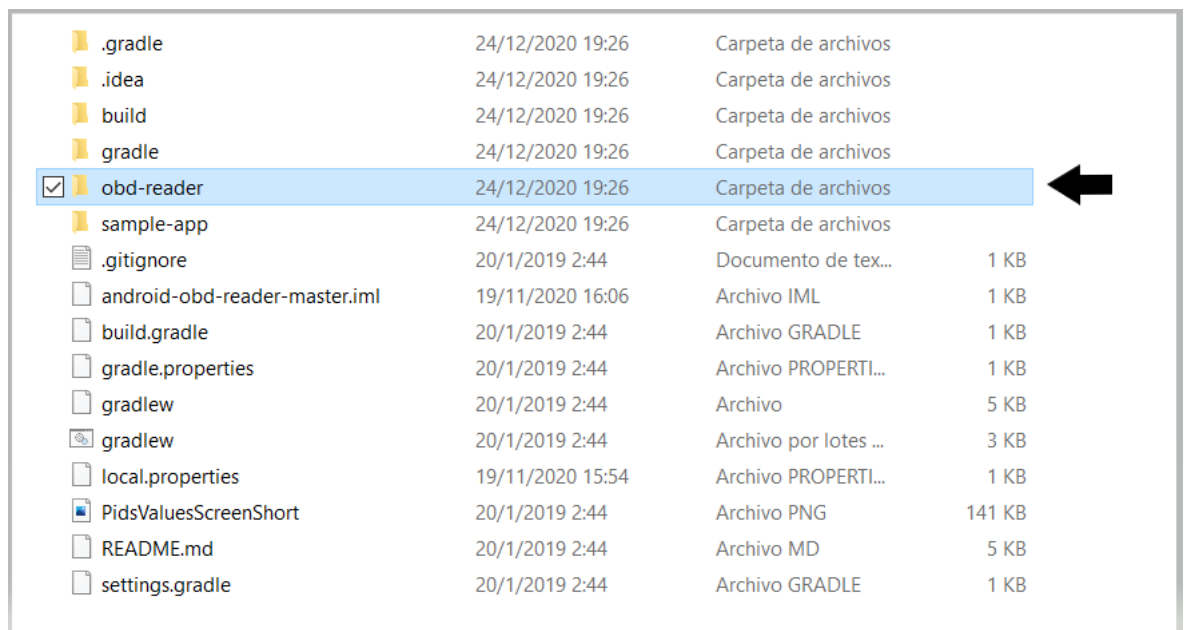 .gradle 24/12/2020 19:26 Carpeta de archivos
.idea 24/12/2020 19:26 Carpeta de archivos
build 24/12/2020 19:26 Carpeta de archivos
gradle 24/12/2020 19:26 Carpeta de archivos
obd-reader 24/12/2020 19:26 Carpeta de archivos
sample-app 24/12/2020 19:26 Carpeta de archivos
.gitignore 20/1/2019 2:44 Documento de tex... 1 KB
android-obd-reader-master.iml 19/11/2020 16:06 Archivo IML 1 KB
build.gradle 20/1/2019 2:44 Archivo GRADLE 1 KB
gradle.properties 20/1/2019 2:44 Archivo PROPERTI... 1 KB
gradlew 20/1/2019 2:44 Archivo 5 KB
gradlew 20/1/2019 2:44 Archivo por lotes ... 3 KB
local.properties 19/11/2020 15:54 Archivo PROPERTI... 1 KB
PidsValuesScreenShort 20/1/2019 2:44 Archivo PNG 141 KB
README.md 20/1/2019 2:44 Archivo MD 5 KB
settings.gradle 20/1/2019 2:44 Archivo GRADLE 1 KB